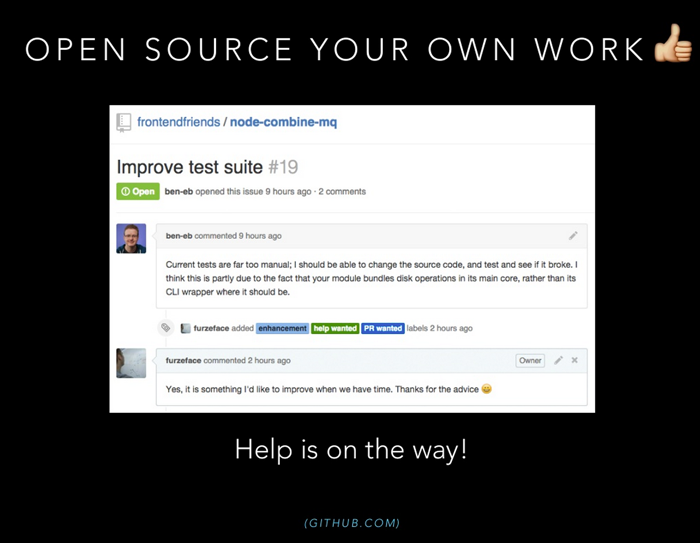 OPEN SOURCE YOUR OWN WORK 👍
frontendfriends / node-combine-mq
Improve test suite #19
Open ben-eb opened this issue 9 hours ago · 2 comments
ben-eb commented 9 hours ago
Current tests are far too manual; I should be able to change the source code, and test and see if it broke. I
think this is partly due to the fact that your module bundles disk operations in its main core, rather than its
CLI wrapper where it should be.
furzeface added enhancement help wanted PR wanted labels 2 hours ago
furzeface commented 2 hours ago Owner
Yes, it is something I'd like to improve when we have time. Thanks for the advice 😄
Help is on the way!
(GITHUB.COM)